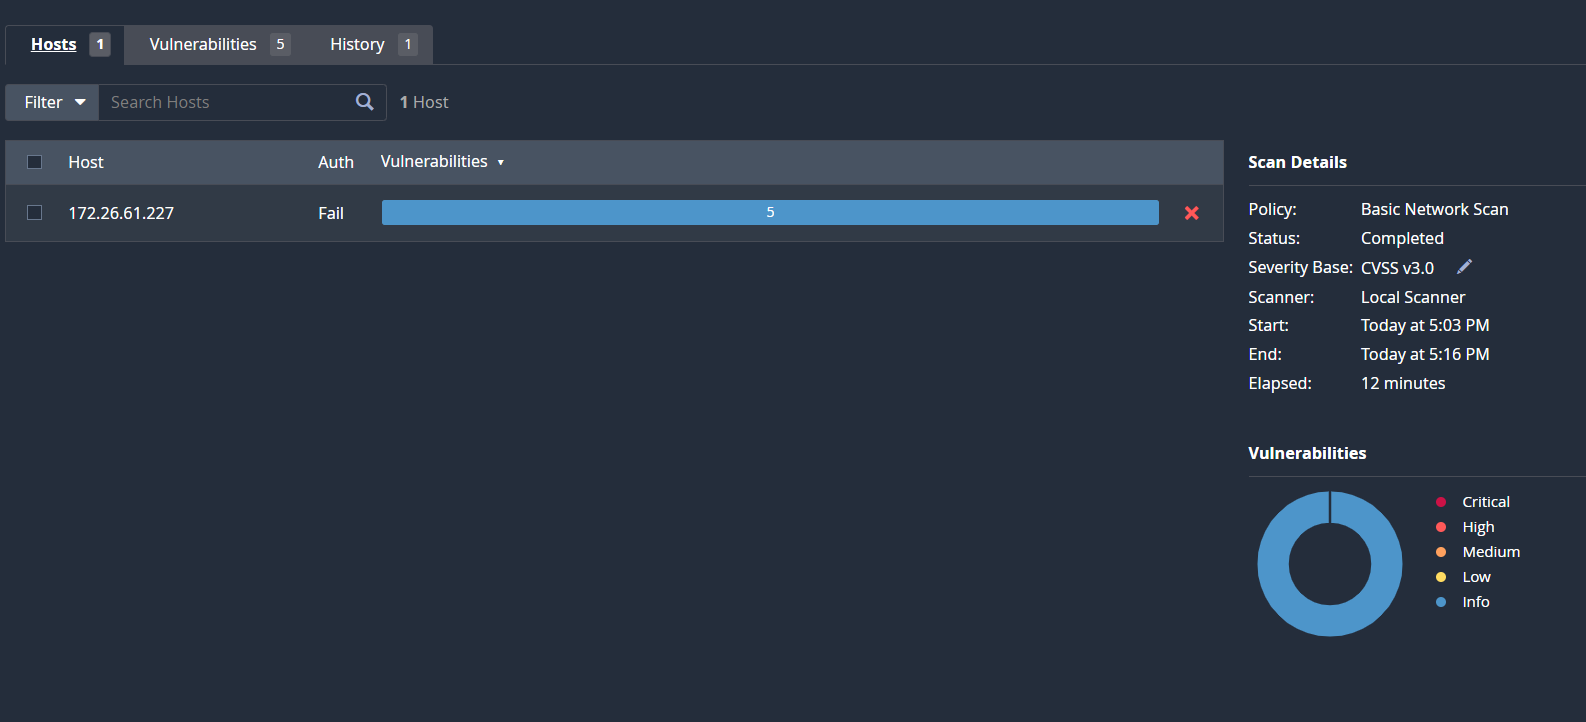 Hosts 1 Vulnerabilities 5 History 1
Filter Search Hosts 1 Host
Host Auth Vulnerabilities
172.26.61.227 Fail 5
Scan Details
Policy: Basic Network Scan
Status: Completed
Severity Base: CVSS v3.0
Scanner: Local Scanner
Start: Today at 5:03 PM
End: Today at 5:16 PM
Elapsed: 12 minutes
Vulnerabilities
Critical
High
Medium
Low
Info